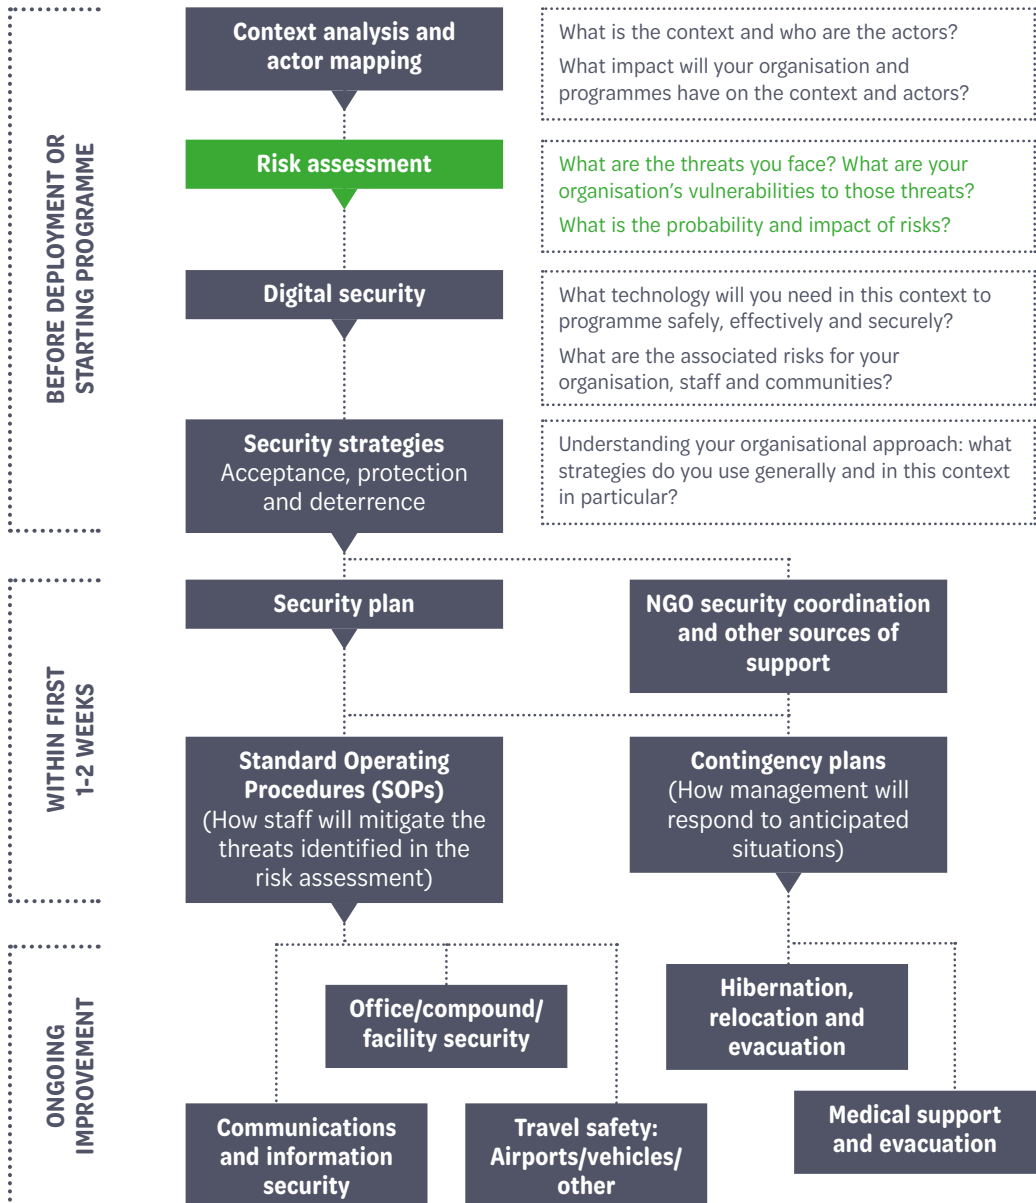 BEFORE DEPLOYMENT OR
STARTING PROGRAMME
Context analysis and
actor mapping
What is the context and who are the actors?
What impact will your organisation and
programmes have on the context and actors?
Risk assessment
What are the threats you face? What are your
organisation’s vulnerabilities to those threats?
What is the probability and impact of risks?
Digital security
What technology will you need in this context to
programme safely, effectively and securely?
What are the associated risks for your
organisation, staff and communities?
Security strategies
Acceptance, protection
and deterrence
Understanding your organisational approach: what
strategies do you use generally and in this context
in particular?
WITHIN FIRST
1-2 WEEKS
Security plan
NGO security coordination
and other sources of
support
Standard Operating
Procedures (SOPs)
(How staff will mitigate the
threats identified in the
risk assessment)
Contingency plans
(How management will
respond to anticipated
situations)
ONGOING
IMPROVEMENT
Office/compound/
facility security
Hibernation,
relocation and
evacuation
Communications
and information
security
Travel safety:
Airports/vehicles/
other
Medical support
and evacuation